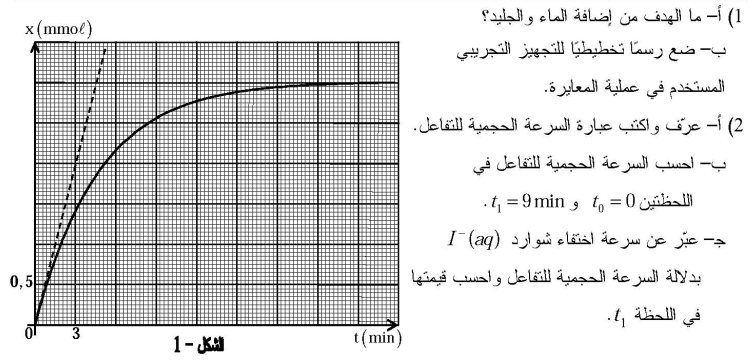 1) أ– ما الهدف من إضافة الماء والجليد؟
ب– ضع رسمًا تخطيطيًا للتجهيز التجريبي
المستخدم في عملية المعايرة.
2) أ– عرّف واكتب عبارة السرعة الحجمية للتفاعل.
ب– احسب السرعة الحجمية للتفاعل في
اللحظتين t₀ = 0 و t₁ = 9 min .
جـ– عبّر عن سرعة اختفاء شوارد I⁻(aq)
بدلالة السرعة الحجمية للتفاعل واحسب قيمتها
في اللحظة t₁ .
x(mmoℓ)
0,5
0
3
t(min)
الشكل -1